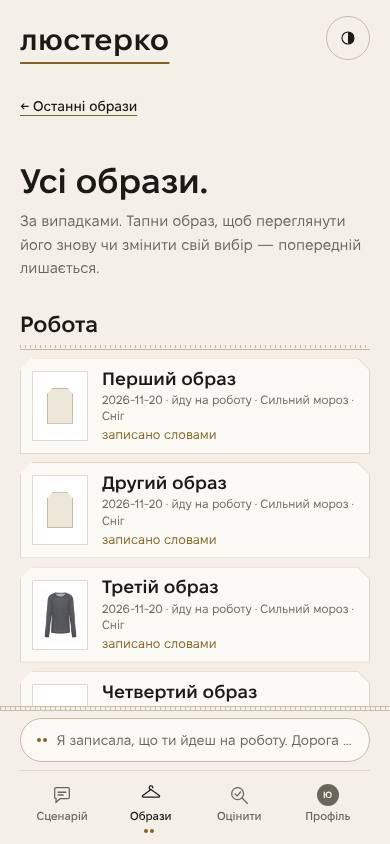 люстерко
← Останні образи
Усі образи.
За випадками. Тапни образ, щоб переглянути
його знову чи змінити свій вибір — попередній
лишається.
Робота
Перший образ
2026-11-20 · йду на роботу · Сильний мороз ·
Сніг
записано словами
Другий образ
2026-11-20 · йду на роботу · Сильний мороз ·
Сніг
записано словами
Третій образ
2026-11-20 · йду на роботу · Сильний мороз ·
Сніг
записано словами
Четвертий образ
Я записала, що ти йдеш на роботу. Дорога ...
Сценарій
Образи
Оцінити
Ю
Профіль